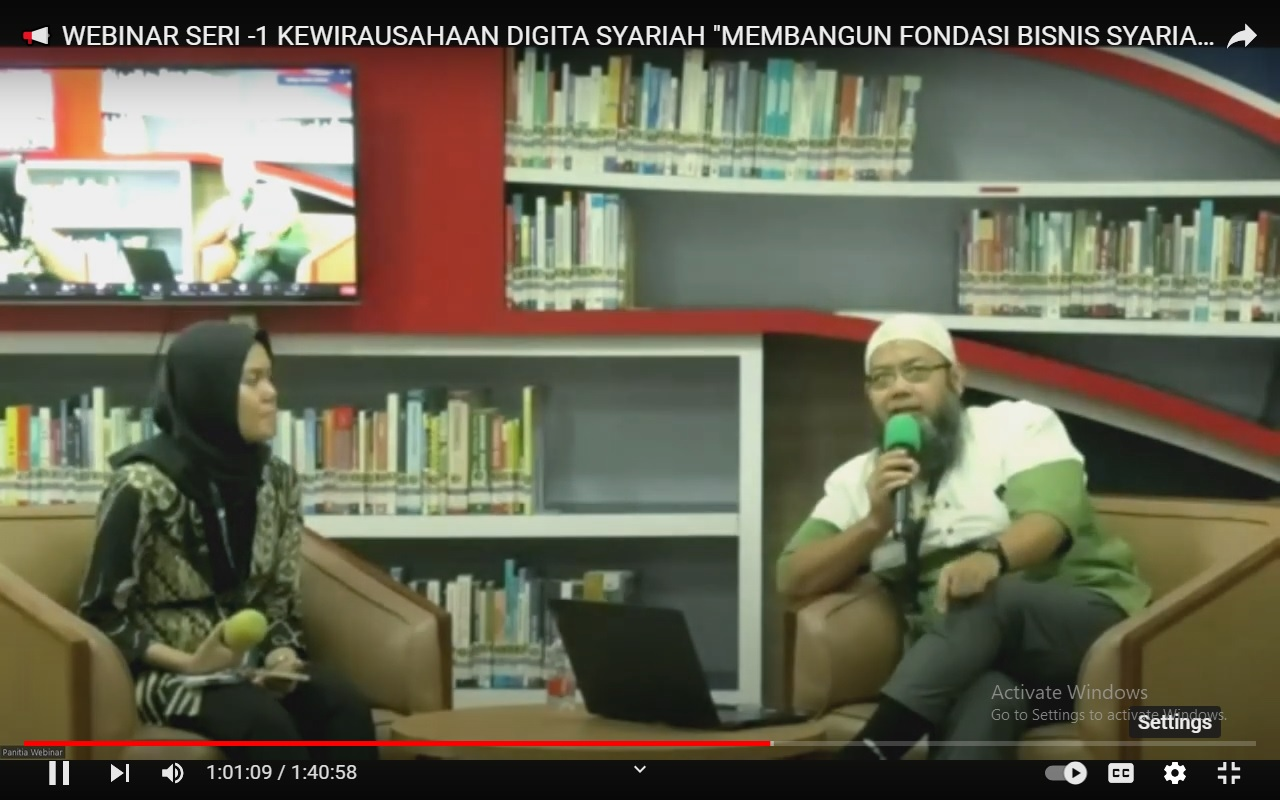 WEBINAR SERI -1 KEWIRAUSAHAAN DIGITA SYARIAH "MEMBANGUN FONDASI BISNIS SYARIA...
Activate Windows
Go to Settings to activate Windows.
Settings
Panitia Webinar
1:01:09 / 1:40:58
CC